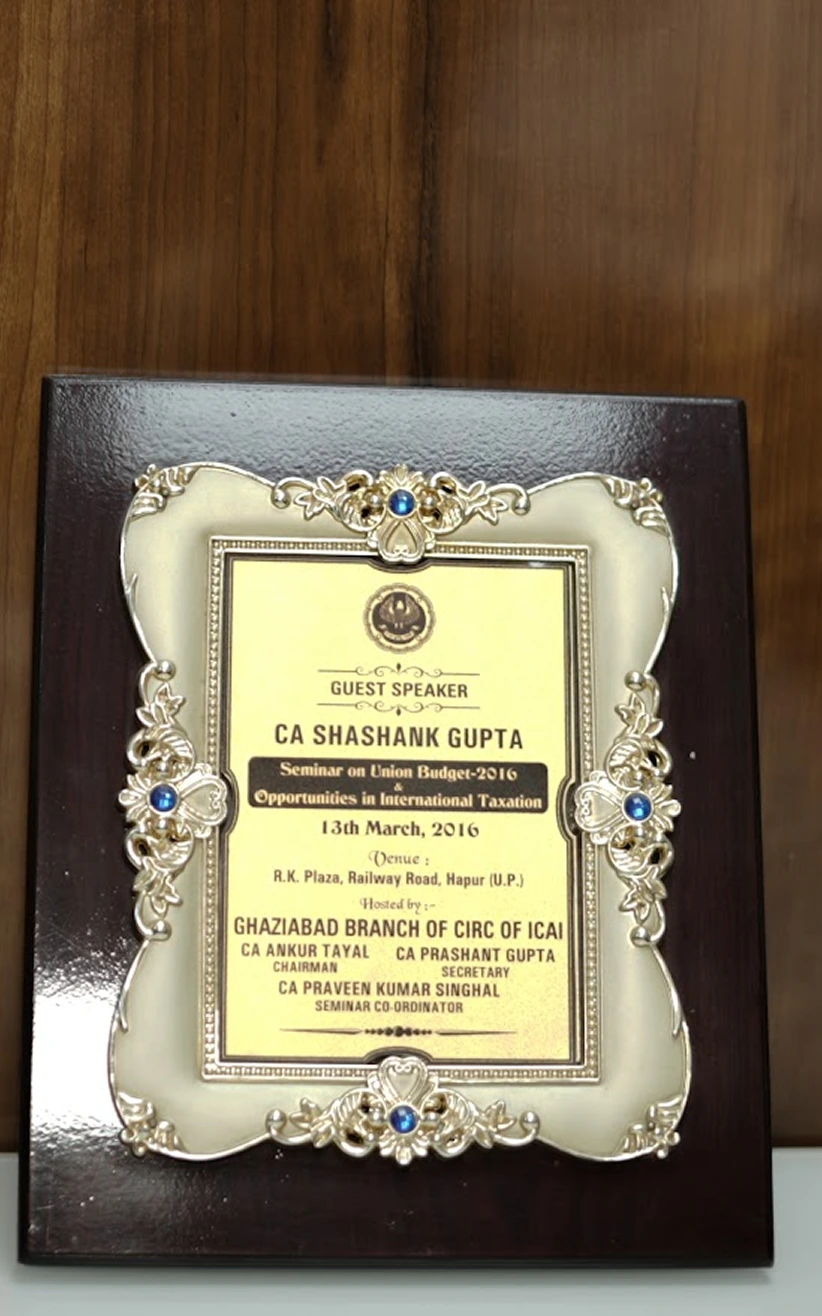 GUEST SPEAKER
CA SHASHANK GUPTA
Seminar on Union Budget-2016
&
Opportunities in International Taxation
13th March, 2016
Venue :
R.K. Plaza, Railway Road, Hapur (U.P.)
Hosted by :-
GHAZIABAD BRANCH OF CIRC OF ICAI
CA ANKUR TAYAL CA PRASHANT GUPTA
CHAIRMAN SECRETARY
CA PRAVEEN KUMAR SINGHAL
SEMINAR CO-ORDINATOR